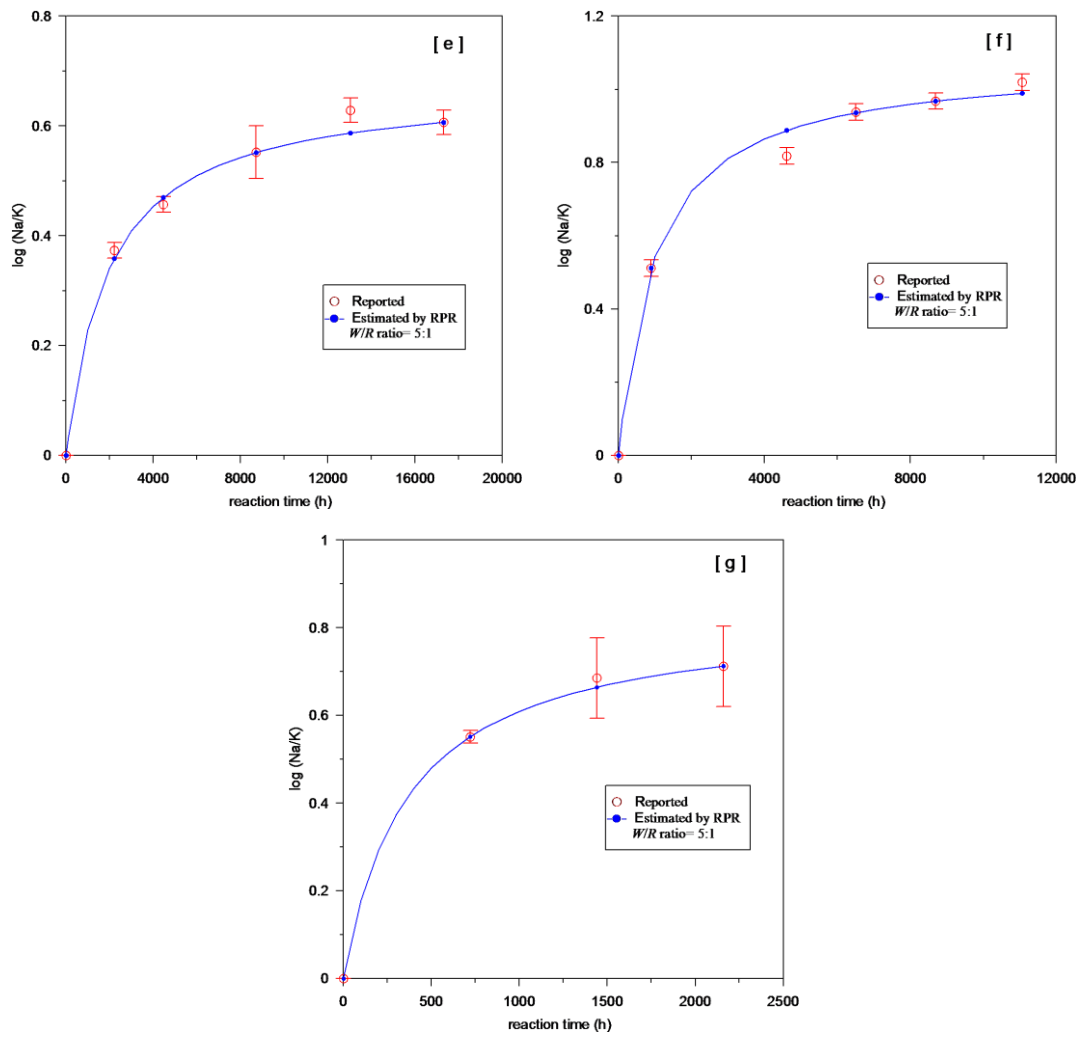 [ e ]
0.8
0.6
0.4
0.2
0
log (Na/K)
Reported
Estimated by RPR
W/R ratio= 5:1
0 4000 8000 12000 16000 20000
reaction time (h)
[ f ]
1.2
0.8
0.4
0
log (Na/K)
Reported
Estimated by RPR
W/R ratio= 5:1
0 4000 8000 12000
reaction time (h)
[ g ]
1
0.8
0.6
0.4
0.2
0
log (Na/K)
Reported
Estimated by RPR
W/R ratio= 5:1
0 500 1000 1500 2000 2500
reaction time (h)